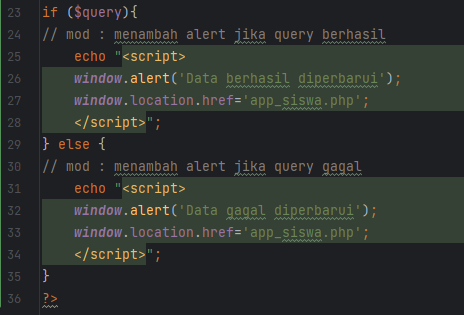 23 if ($query){
24 // mod : menambah alert jika query berhasil
25     echo "<script>
26     window.alert('Data berhasil diperbarui');
27     window.location.href='app_siswa.php';
28     </script>";
29 } else {
30 // mod : menambah alert jika query gagal
31     echo "<script>
32     window.alert('Data gagal diperbarui');
33     window.location.href='app_siswa.php';
34     </script>";
35 }
36 ?>